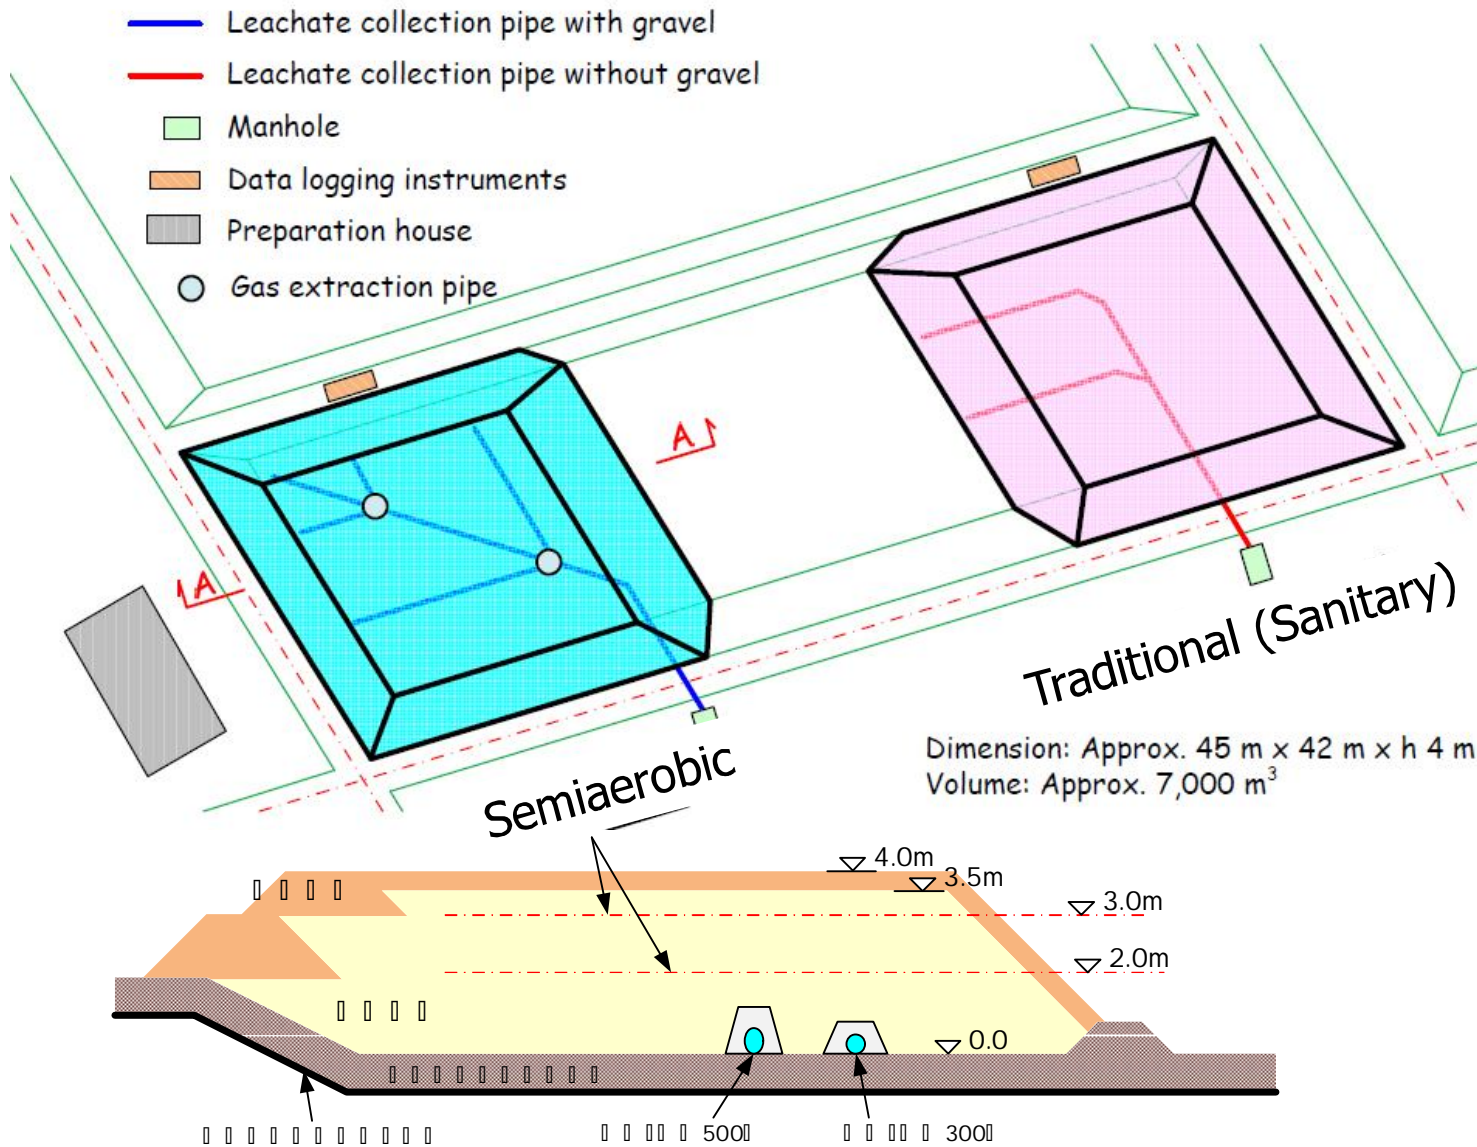 Leachate collection pipe with gravel
Leachate collection pipe without gravel
Manhole
Data logging instruments
Preparation house
Gas extraction pipe
A
A
Traditional (Sanitary)
Dimension: Approx. 45 m x 42 m x h 4 m
Volume: Approx. 7,000 m³
Semiaerobic
4.0m
3.5m
3.0m
2.0m
0.0
500
300